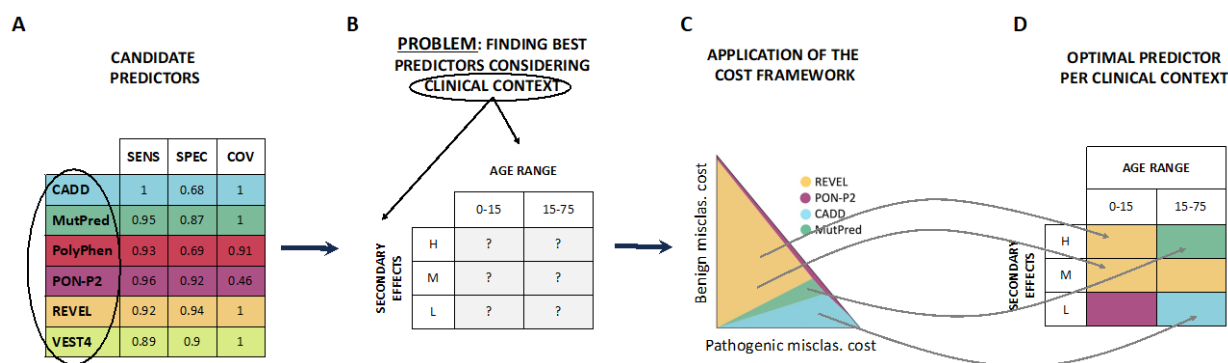 A
CANDIDATE
PREDICTORS
SENS SPEC COV
CADD 1 0.68 1
MutPred 0.95 0.87 1
PolyPhen 0.93 0.69 0.91
PON-P2 0.96 0.92 0.46
REVEL 0.92 0.94 1
VEST4 0.89 0.9 1
B
PROBLEM: FINDING BEST
PREDICTORS CONSIDERING
CLINICAL CONTEXT
AGE RANGE
0-15 15-75
SECONDARY
EFFECTS
H ? ?
M ? ?
L ? ?
C
APPLICATION OF THE
COST FRAMEWORK
Benign misclas. cost
REVEL
PON-P2
CADD
MutPred
Pathogenic misclas. cost
D
OPTIMAL PREDICTOR
PER CLINICAL CONTEXT
AGE RANGE
0-15 15-75
SECONDARY
EFFECTS
H
M
L